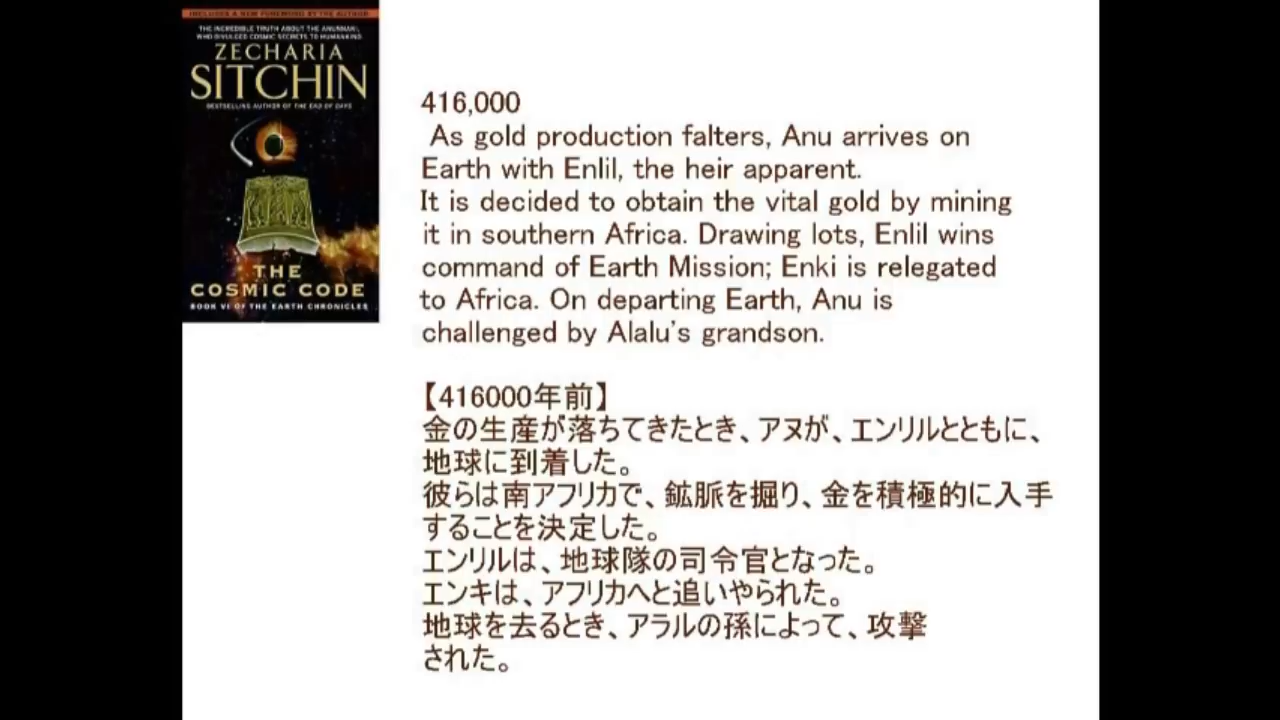 INCLUDES A NEW FOREWORD BY THE AUTHOR
THE INCREDIBLE TRUTH ABOUT THE ANUNNAKI,
WHO DIVULGED COSMIC SECRETS TO HUMANKIND
ZECHARIA
SITCHIN
BESTSELLING AUTHOR OF THE END OF DAYS
THE
COSMIC CODE
BOOK VI OF THE EARTH CHRONICLES
416,000
As gold production falters, Anu arrives on
Earth with Enlil, the heir apparent.
It is decided to obtain the vital gold by mining
it in southern Africa. Drawing lots, Enlil wins
command of Earth Mission; Enki is relegated
to Africa. On departing Earth, Anu is
challenged by Alalu's grandson.
【416000年前】
金の生産が落ちてきたとき、アヌが、エンリルとともに、
地球に到着した。
彼らは南アフリカで、鉱脈を掘り、金を積極的に入手
することを決定した。
エンリルは、地球隊の司令官となった。
エンキは、アフリカへと追いやられた。
地球を去るとき、アラルの孫によって、攻撃
された。